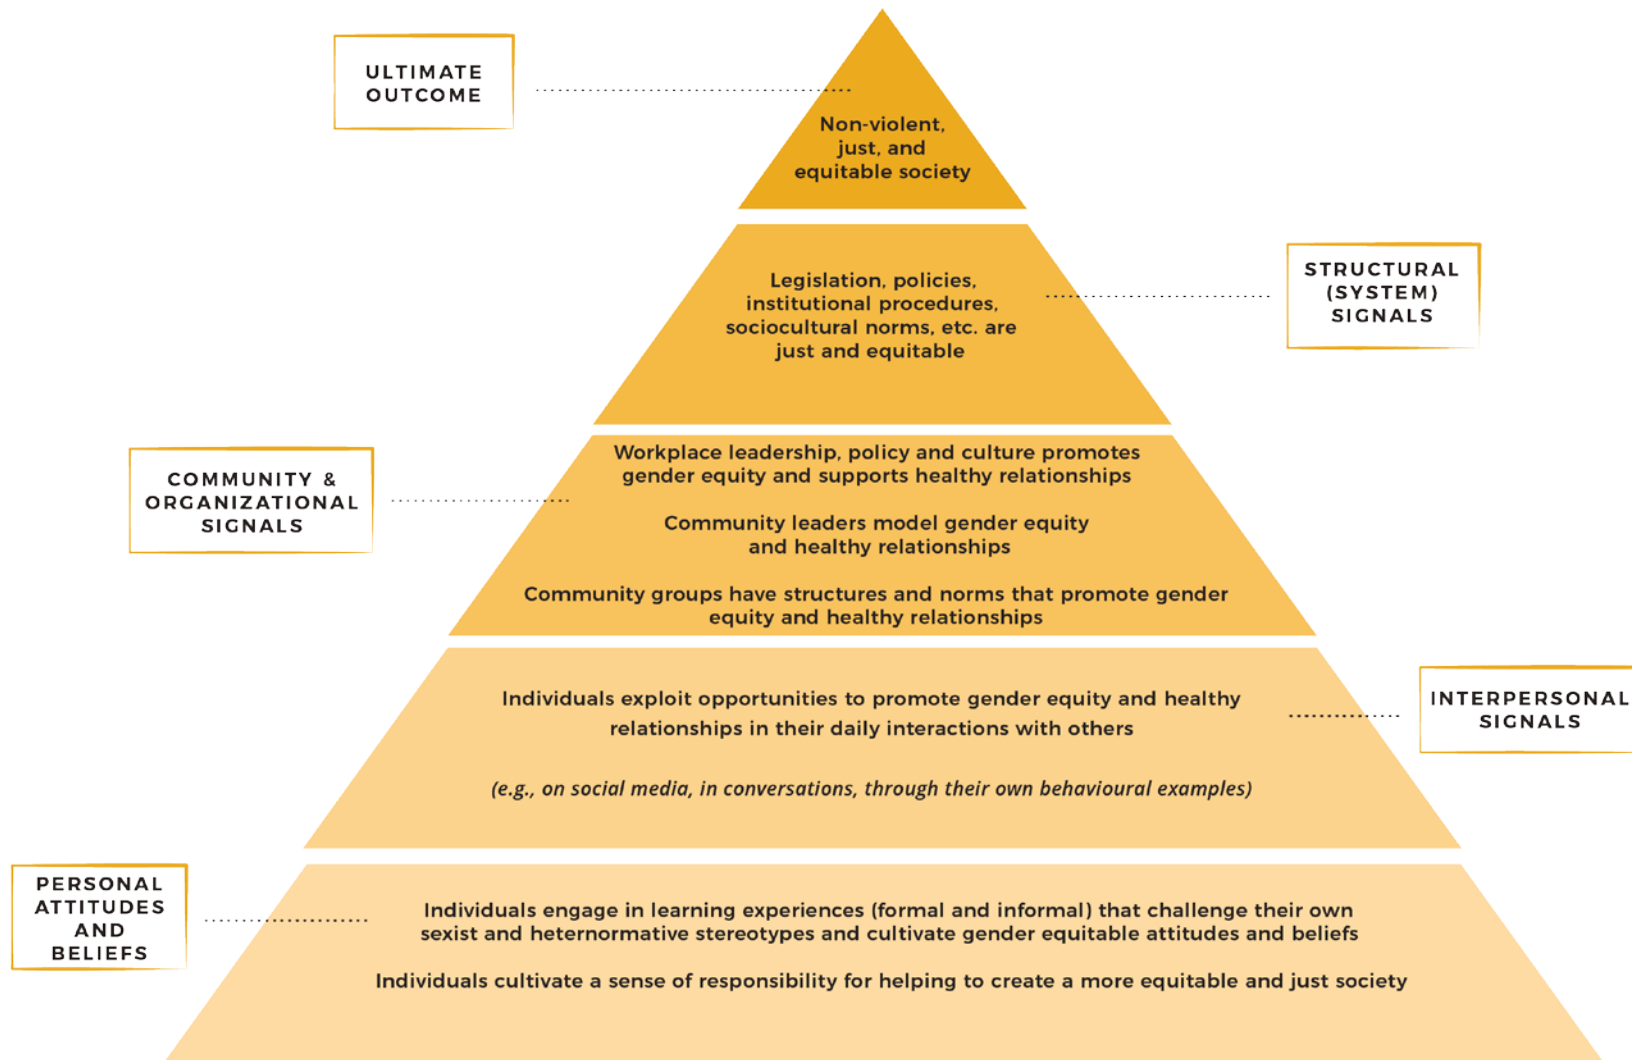 ULTIMATE
OUTCOME
Non-violent,
just, and
equitable society
STRUCTURAL
(SYSTEM)
SIGNALS
Legislation, policies,
institutional procedures,
sociocultural norms, etc. are
just and equitable
COMMUNITY &
ORGANIZATIONAL
SIGNALS
Workplace leadership, policy and culture promotes
gender equity and supports healthy relationships
Community leaders model gender equity
and healthy relationships
Community groups have structures and norms that promote gender
equity and healthy relationships
INTERPERSONAL
SIGNALS
Individuals exploit opportunities to promote gender equity and healthy
relationships in their daily interactions with others
(e.g., on social media, in conversations, through their own behavioural examples)
PERSONAL
ATTITUDES
AND
BELIEFS
Individuals engage in learning experiences (formal and informal) that challenge their own
sexist and heternormative stereotypes and cultivate gender equitable attitudes and beliefs
Individuals cultivate a sense of responsibility for helping to create a more equitable and just society